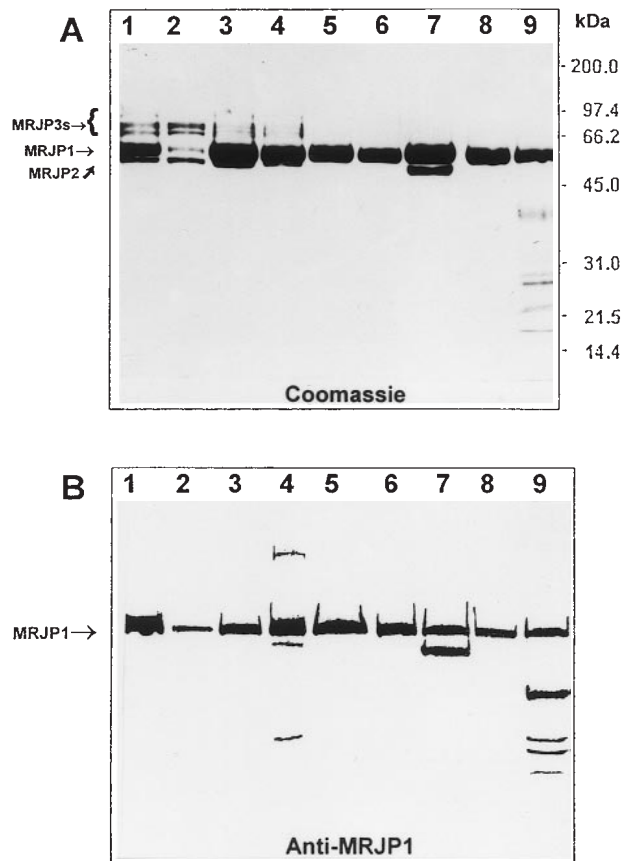 A
1 2 3 4 5 6 7 8 9 kDa
- 200.0
MRJP3s→{
- 97.4
- 66.2
MRJP1→
MRJP2
- 45.0
- 31.0
- 21.5
- 14.4
Coomassie
B
1 2 3 4 5 6 7 8 9
MRJP1→
Anti-MRJP1